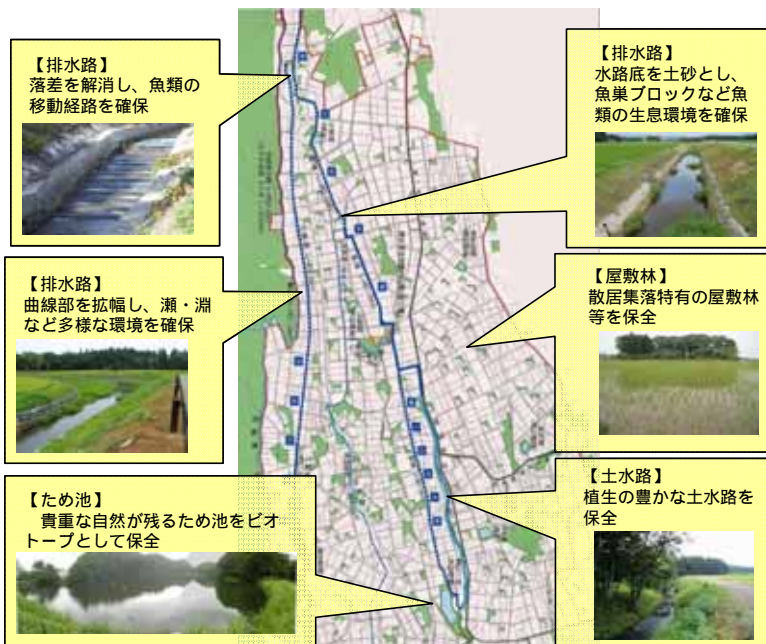 【排水路】
落差を解消し、魚類の
移動経路を確保
【排水路】
水路底を土砂とし、
魚巣ブロックなど魚
類の生息環境を確保
【排水路】
曲線部を拡幅し、瀬・淵
など多様な環境を確保
【屋敷林】
散居集落特有の屋敷林
等を保全
【ため池】
貴重な自然が残るため池をビオ
トープとして保全
【土水路】
植生の豊かな土水路を
保全